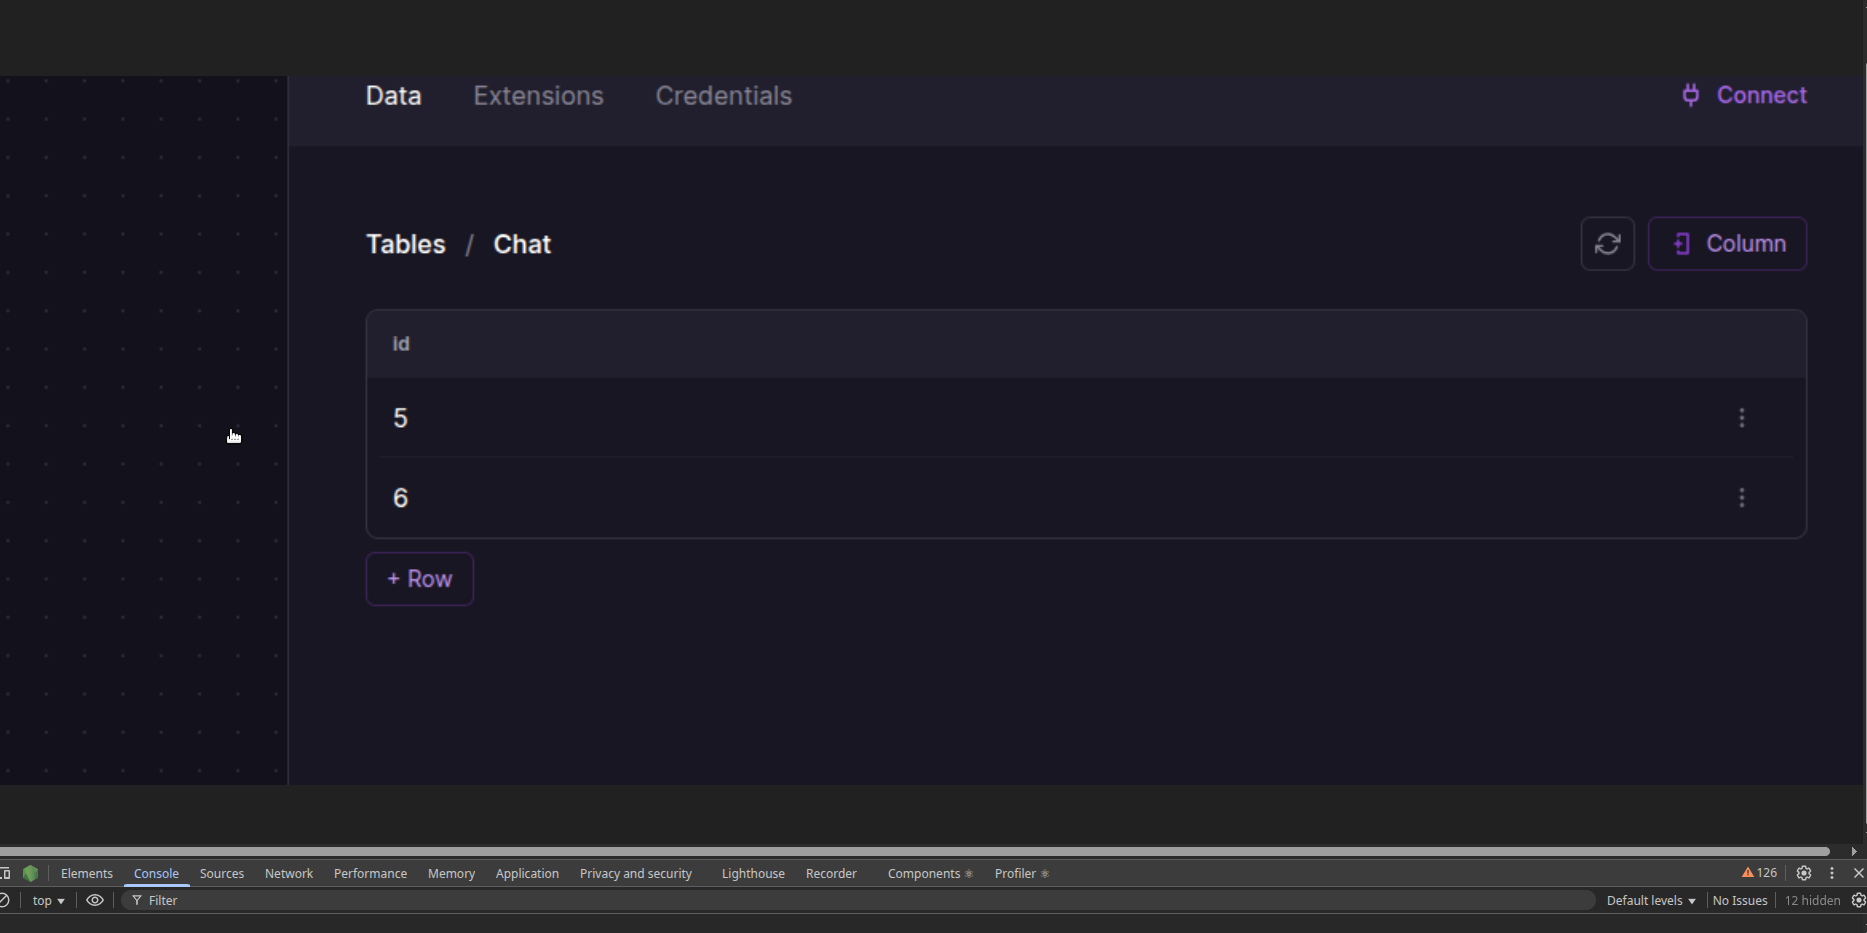 Data Extensions Credentials Connect
Tables / Chat Column
id
5
6
+ Row
Elements Console Sources Network Performance Memory Application Privacy and security Lighthouse Recorder Components Profiler 126
top Filter Default levels No Issues 12 hidden